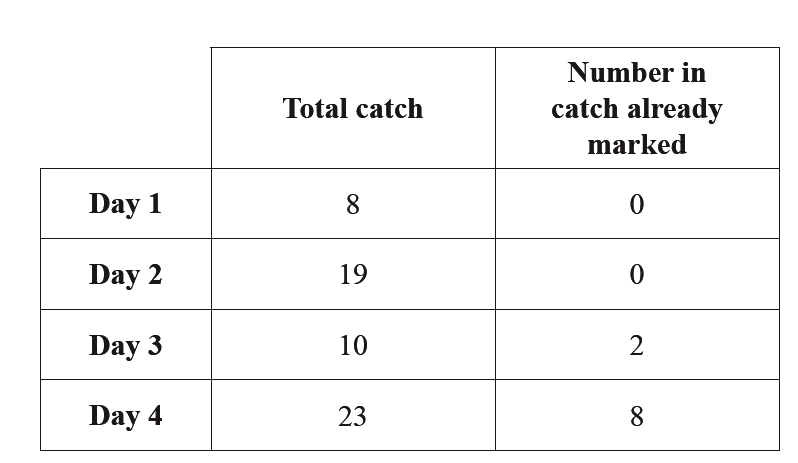 Total catch
Number in
catch already
marked
Day 1 8 0
Day 2 19 0
Day 3 10 2
Day 4 23 8